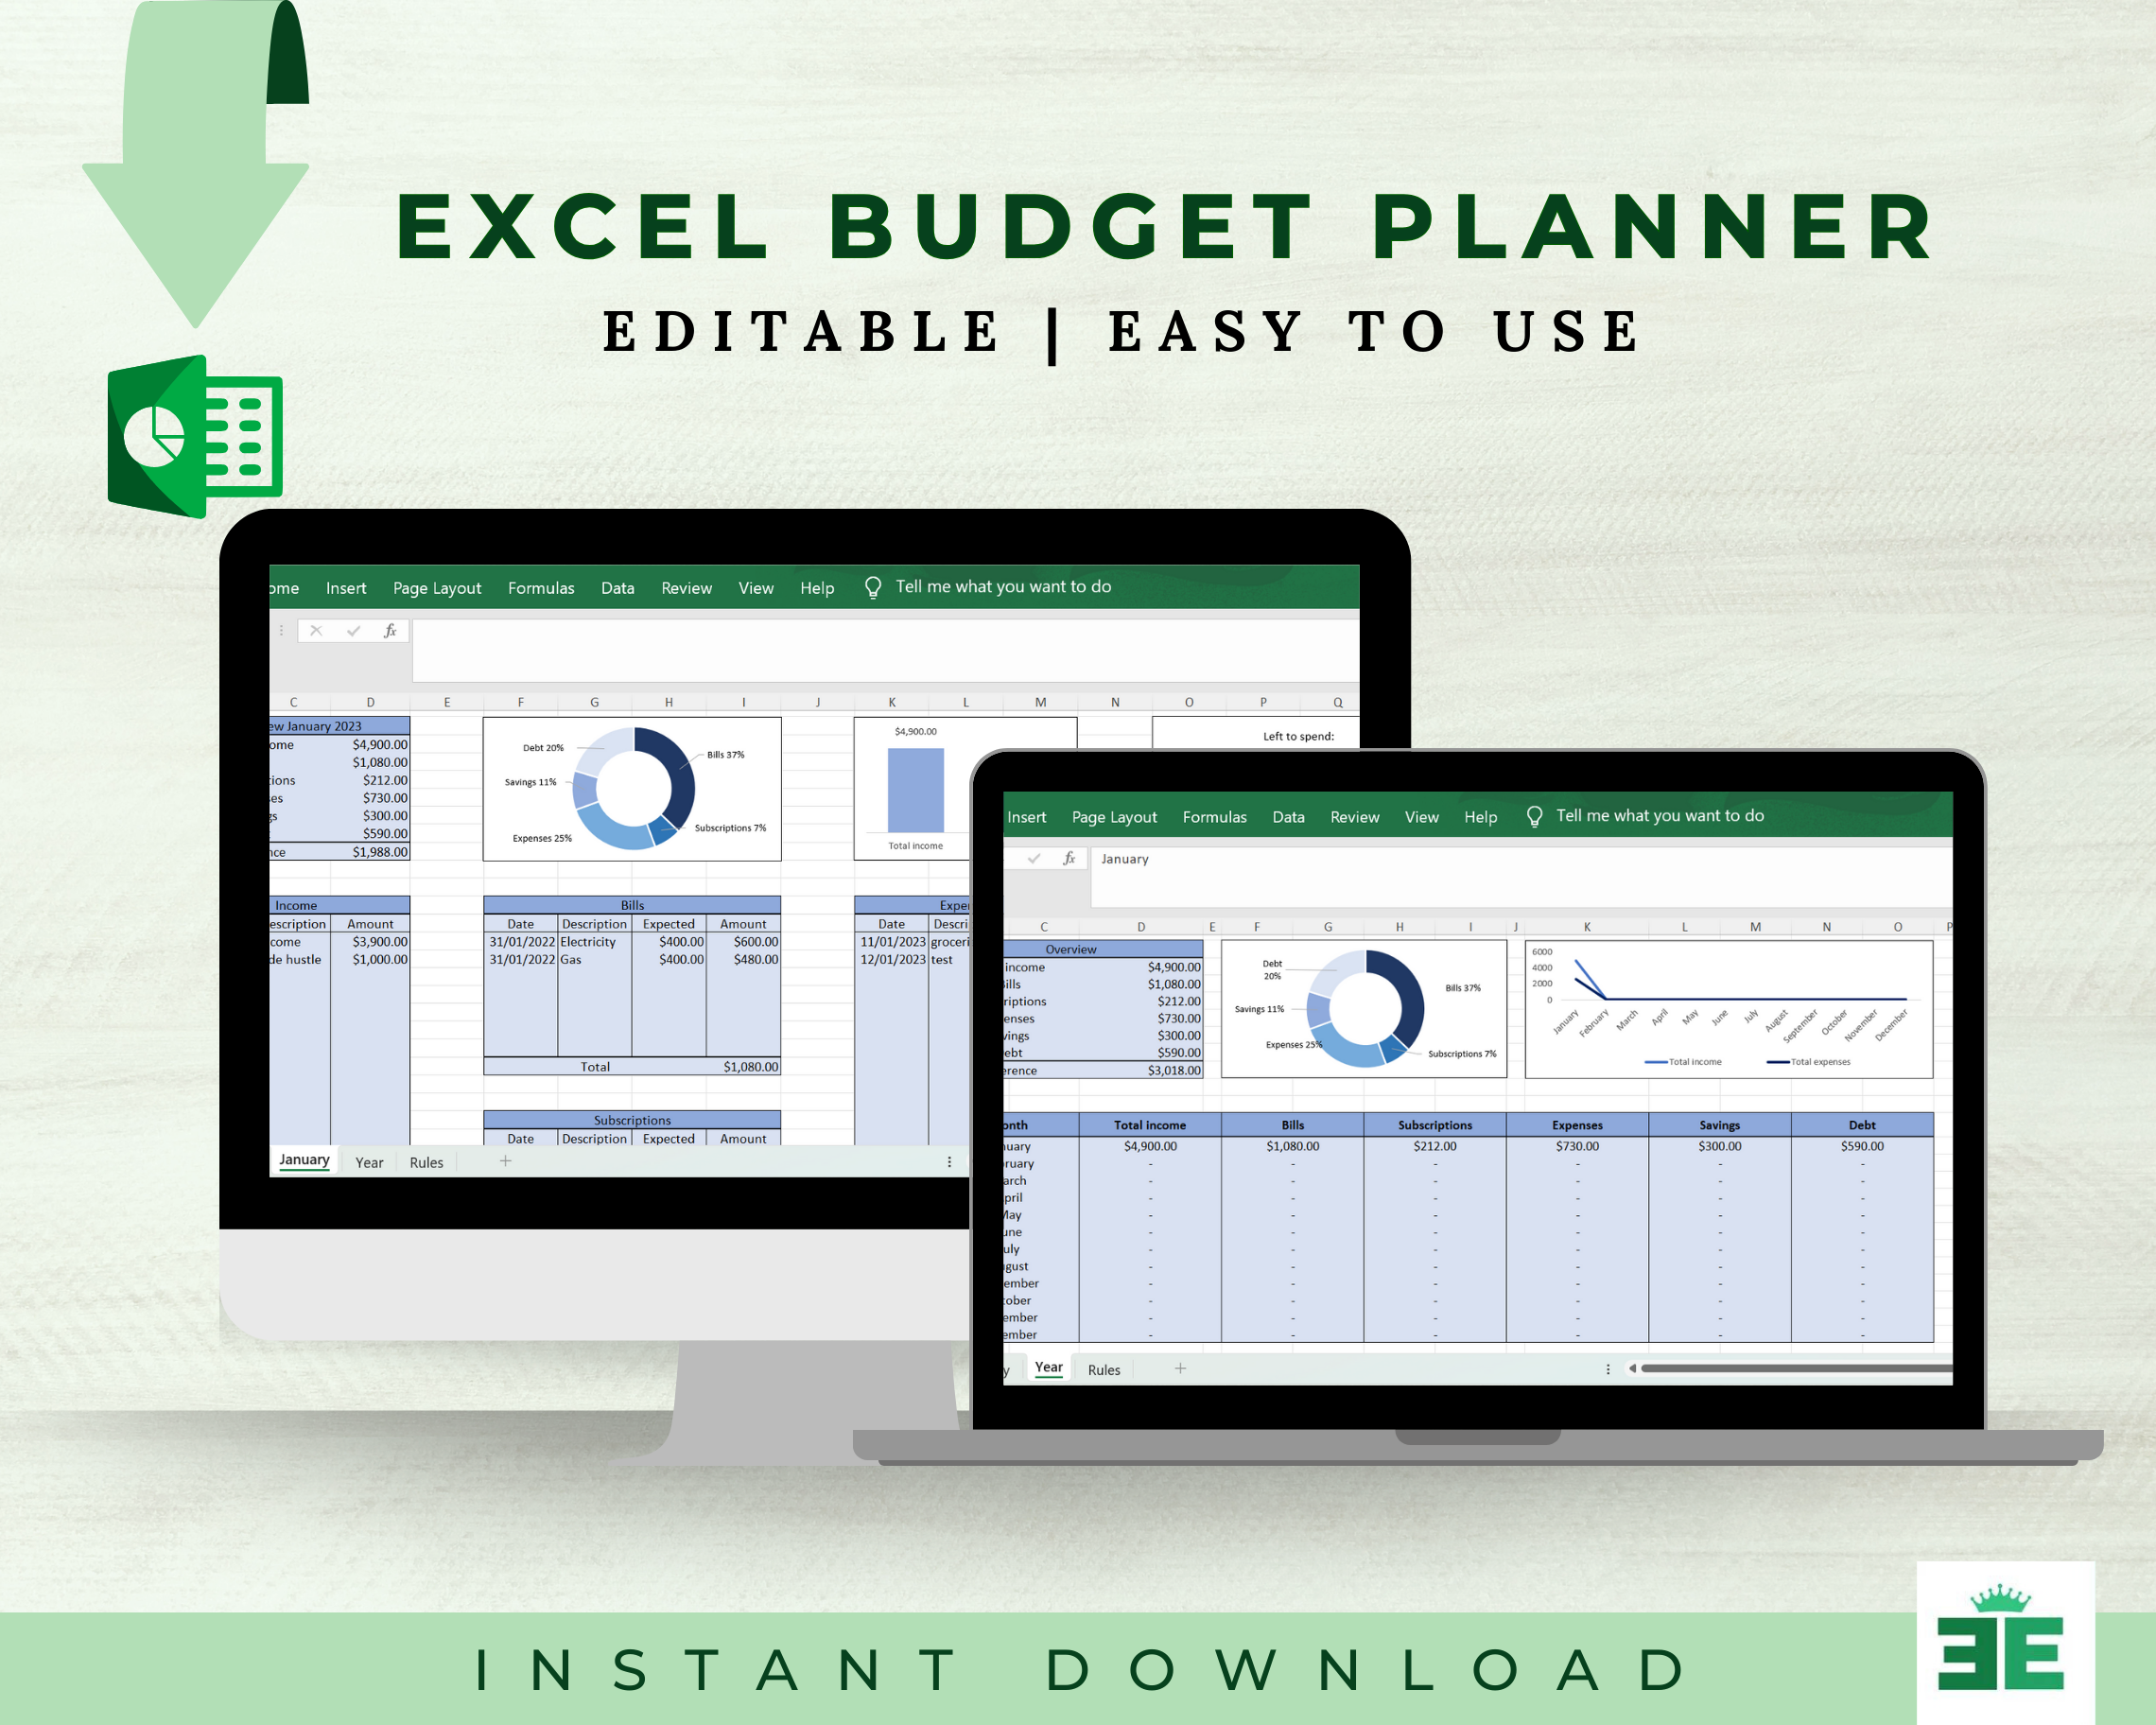 EXCEL BUDGET PLANNER
EDITABLE | EASY TO USE
ome Insert Page Layout Formulas Data Review View Help Tell me what you want to do
fx
C D E F G H I J K L M N O P Q
ew January 2023
ome $4,900.00
$1,080.00
tions $212.00
es $730.00
gs $300.00
$590.00
nce $1,988.00
Debt 20%
Bills 37%
Savings 11%
Subscriptions 7%
Expenses 25%
$4,900.00
Total income
Left to spend:
Income
escription Amount
come $3,900.00
de hustle $1,000.00
Bills
Date Description Expected Amount
31/01/2022 Electricity $400.00 $600.00
31/01/2022 Gas $400.00 $480.00
Total $1,080.00
Subscriptions
Date Description Expected Amount
Expe
Date Descri
11/01/2023 groceri
12/01/2023 test
January Year Rules +
Insert Page Layout Formulas Data Review View Help Tell me what you want to do
fx January
C D E F G H I J K L M N O P
Overview
income $4,900.00
ills $1,080.00
riptions $212.00
enses $730.00
vings $300.00
ebt $590.00
erence $3,018.00
Debt
20%
Bills 37%
Savings 11%
Expenses 25%
Subscriptions 7%
6000
4000
2000
0
January February March April May June July August September October November December
Total income Total expenses
onth Total income Bills Subscriptions Expenses Savings Debt
nuary $4,900.00 $1,080.00 $212.00 $730.00 $300.00 $590.00
ruary - - - - - -
arch - - - - - -
pril - - - - - -
May - - - - - -
une - - - - - -
uly - - - - - -
gust - - - - - -
ember - - - - - -
tober - - - - - -
ember - - - - - -
ember - - - - - -
y Year Rules +
INSTANT DOWNLOAD
EE